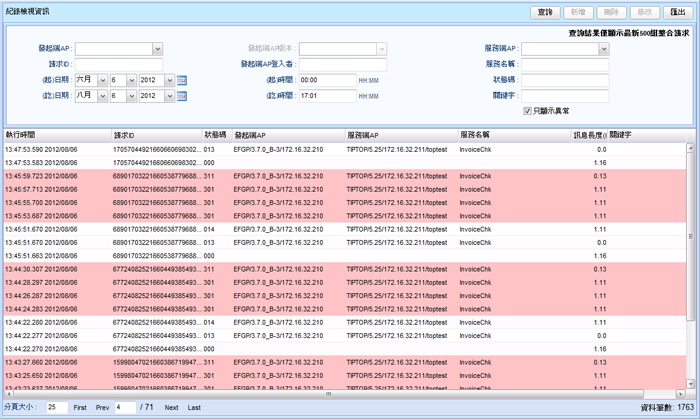 紀錄檢視資訊 查詢 新增 刪除 修改 匯出
查詢結果僅顯示最新500組整合請求
發起端AP : 發起端AP版本 : 服務端AP :
請求ID : 發起端AP登入者 : 服務名稱 :
(起)日期 : 六月 6 2012 (起)時間 : 00:00 HH:MM 狀態碼 :
(訖)日期 : 八月 6 2012 (訖)時間 : 17:01 HH:MM 關鍵字 :
只顯示異常
執行時間 請求ID 狀態碼 發起端AP 服務端AP 服務名稱 訊息長度(I 關鍵字
13:47:53.590 2012/08/06 17057044921660660698302... 013 EFGP/3.7.0_B-3/172.16.32.210 TIPTOP/5.25/172.16.32.211/toptest InvoiceChk 0.0
13:47:53.583 2012/08/06 17057044921660660698302... 000 1.16
13:45:59.723 2012/08/06 68901703221660538779688... 311 EFGP/3.7.0_B-3/172.16.32.210 TIPTOP/5.25/172.16.32.211/toptest InvoiceChk 0.13
13:45:57.713 2012/08/06 68901703221660538779688... 301 EFGP/3.7.0_B-3/172.16.32.210 TIPTOP/5.25/172.16.32.211/toptest InvoiceChk 1.11
13:45:55.700 2012/08/06 68901703221660538779688... 301 EFGP/3.7.0_B-3/172.16.32.210 TIPTOP/5.25/172.16.32.211/toptest InvoiceChk 1.11
13:45:53.687 2012/08/06 68901703221660538779688... 301 EFGP/3.7.0_B-3/172.16.32.210 TIPTOP/5.25/172.16.32.211/toptest InvoiceChk 1.11
13:45:51.670 2012/08/06 68901703221660538779688... 014 EFGP/3.7.0_B-3/172.16.32.210 TIPTOP/5.25/172.16.32.211/toptest InvoiceChk 1.11
13:45:51.670 2012/08/06 68901703221660538779688... 013 EFGP/3.7.0_B-3/172.16.32.210 TIPTOP/5.25/172.16.32.211/toptest InvoiceChk 0.0
13:45:51.663 2012/08/06 68901703221660538779688... 000 1.16
13:44:30.307 2012/08/06 67724082521660449385493... 311 EFGP/3.7.0_B-3/172.16.32.210 TIPTOP/5.25/172.16.32.211/toptest InvoiceChk 0.13
13:44:28.297 2012/08/06 67724082521660449385493... 301 EFGP/3.7.0_B-3/172.16.32.210 TIPTOP/5.25/172.16.32.211/toptest InvoiceChk 1.11
13:44:26.287 2012/08/06 67724082521660449385493... 301 EFGP/3.7.0_B-3/172.16.32.210 TIPTOP/5.25/172.16.32.211/toptest InvoiceChk 1.11
13:44:24.283 2012/08/06 67724082521660449385493... 301 EFGP/3.7.0_B-3/172.16.32.210 TIPTOP/5.25/172.16.32.211/toptest InvoiceChk 1.11
13:44:22.280 2012/08/06 67724082521660449385493... 014 EFGP/3.7.0_B-3/172.16.32.210 TIPTOP/5.25/172.16.32.211/toptest InvoiceChk 1.11
13:44:22.277 2012/08/06 67724082521660449385493... 013 EFGP/3.7.0_B-3/172.16.32.210 TIPTOP/5.25/172.16.32.211/toptest InvoiceChk 0.0
13:44:22.270 2012/08/06 67724082521660449385493... 000 1.16
13:43:27.660 2012/08/06 15998047021660386719947... 311 EFGP/3.7.0_B-3/172.16.32.210 TIPTOP/5.25/172.16.32.211/toptest InvoiceChk 0.13
13:43:25.650 2012/08/06 15998047021660386719947... 301 EFGP/3.7.0_B-3/172.16.32.210 TIPTOP/5.25/172.16.32.211/toptest InvoiceChk 1.11
13:43:23.637 2012/08/06 15998047021660386719947... 301 EFGP/3.7.0_B-3/172.16.32.210 TIPTOP/5.25/172.16.32.211/toptest InvoiceChk 1.11
分頁大小 : 25 First Prev 4 / 71 Next Last 資料筆數: 1763